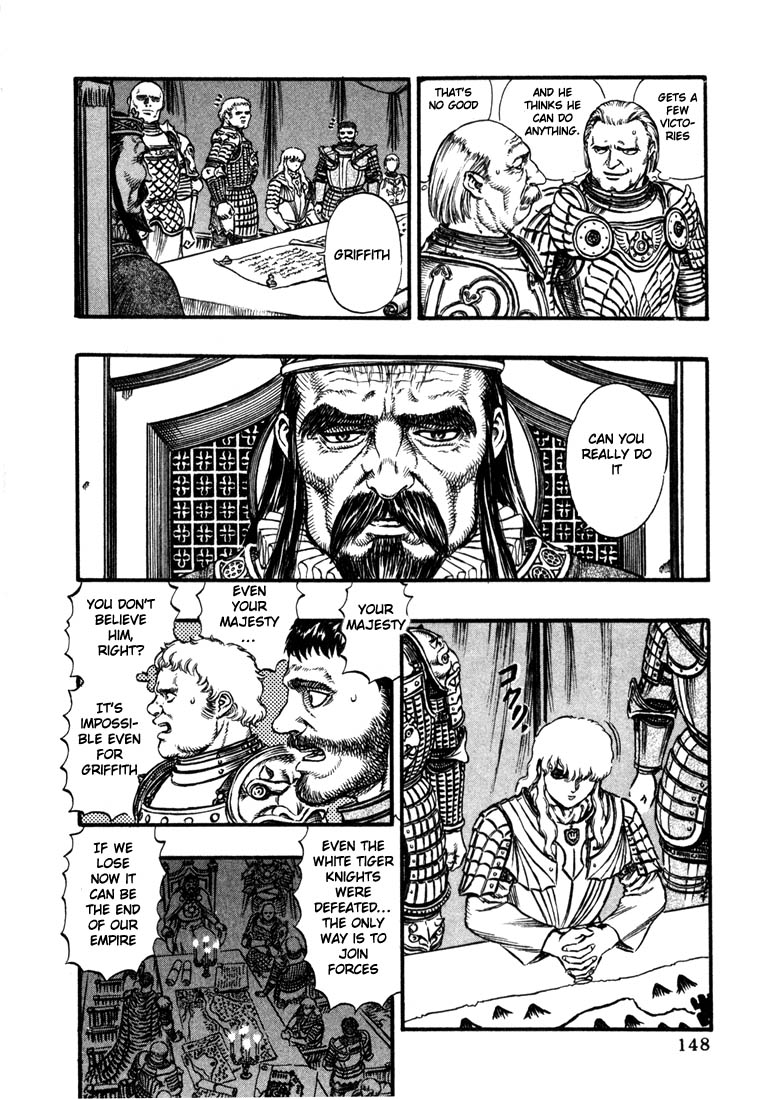 GETS A
FEW
VICTO-
RIES
AND HE
THINKS HE
CAN DO
ANYTHING.
THAT'S
NO GOOD
GRIFFITH
CAN YOU
REALLY DO
IT
コクリ
YOUR
MAJESTY
EVEN
YOUR
MAJESTY
...
YOU DON'T
BELIEVE
HIM,
RIGHT?
IT'S
IMPOSSI-
BLE EVEN
FOR
GRIFFITH
EVEN THE
WHITE TIGER
KNIGHTS
WERE
DEFEATED...
THE ONLY
WAY IS TO
JOIN
FORCES
IF WE
LOSE
NOW IT
CAN BE
THE END
OF OUR
EMPIRE
148